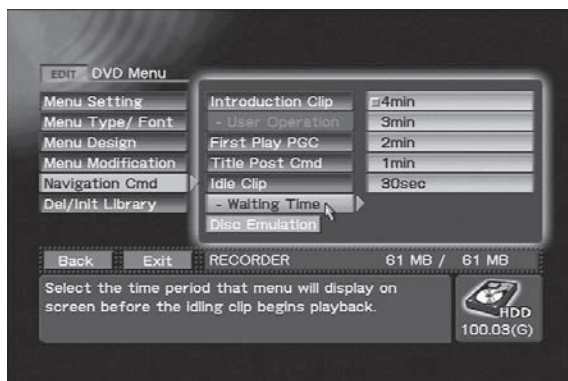 EDIT DVD Menu
Menu Setting
Menu Type/ Font
Menu Design
Menu Modification
Navigation Cmd
Del/Init Library
Introduction Clip
- User Operation
First Play PGC
Title Post Cmd
Idle Clip
- Waiting Time
Disc Emulation
4min
3min
2min
1min
30sec
Back Exit RECORDER 61 MB / 61 MB
Select the time period that menu will display on
screen before the idling clip begins playback.
HDD
100.03(G)